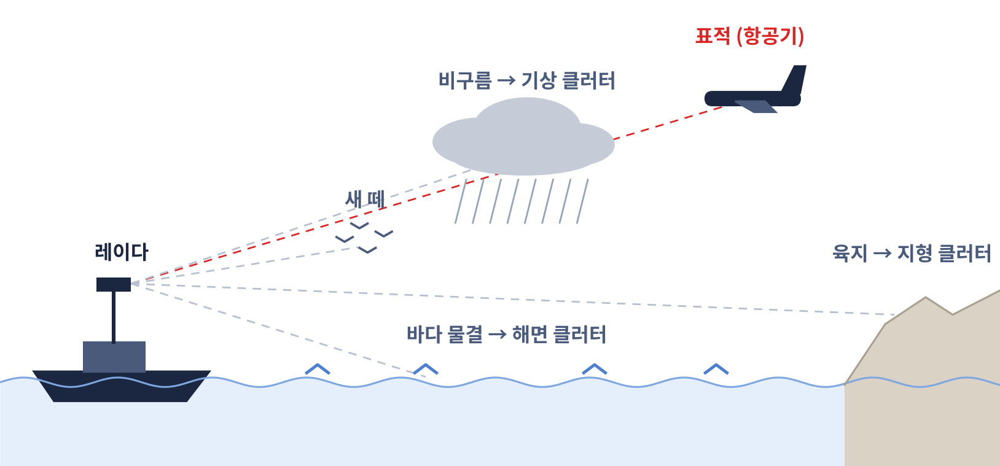 표적 (항공기)
비구름 → 기상 클러터
새 떼
레이다
육지 → 지형 클러터
바다 물결 → 해면 클러터